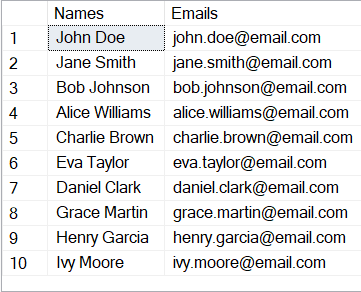 Names Emails
1 John Doe john.doe@email.com
2 Jane Smith jane.smith@email.com
3 Bob Johnson bob.johnson@email.com
4 Alice Williams alice.williams@email.com
5 Charlie Brown charlie.brown@email.com
6 Eva Taylor eva.taylor@email.com
7 Daniel Clark daniel.clark@email.com
8 Grace Martin grace.martin@email.com
9 Henry Garcia henry.garcia@email.com
10 Ivy Moore ivy.moore@email.com